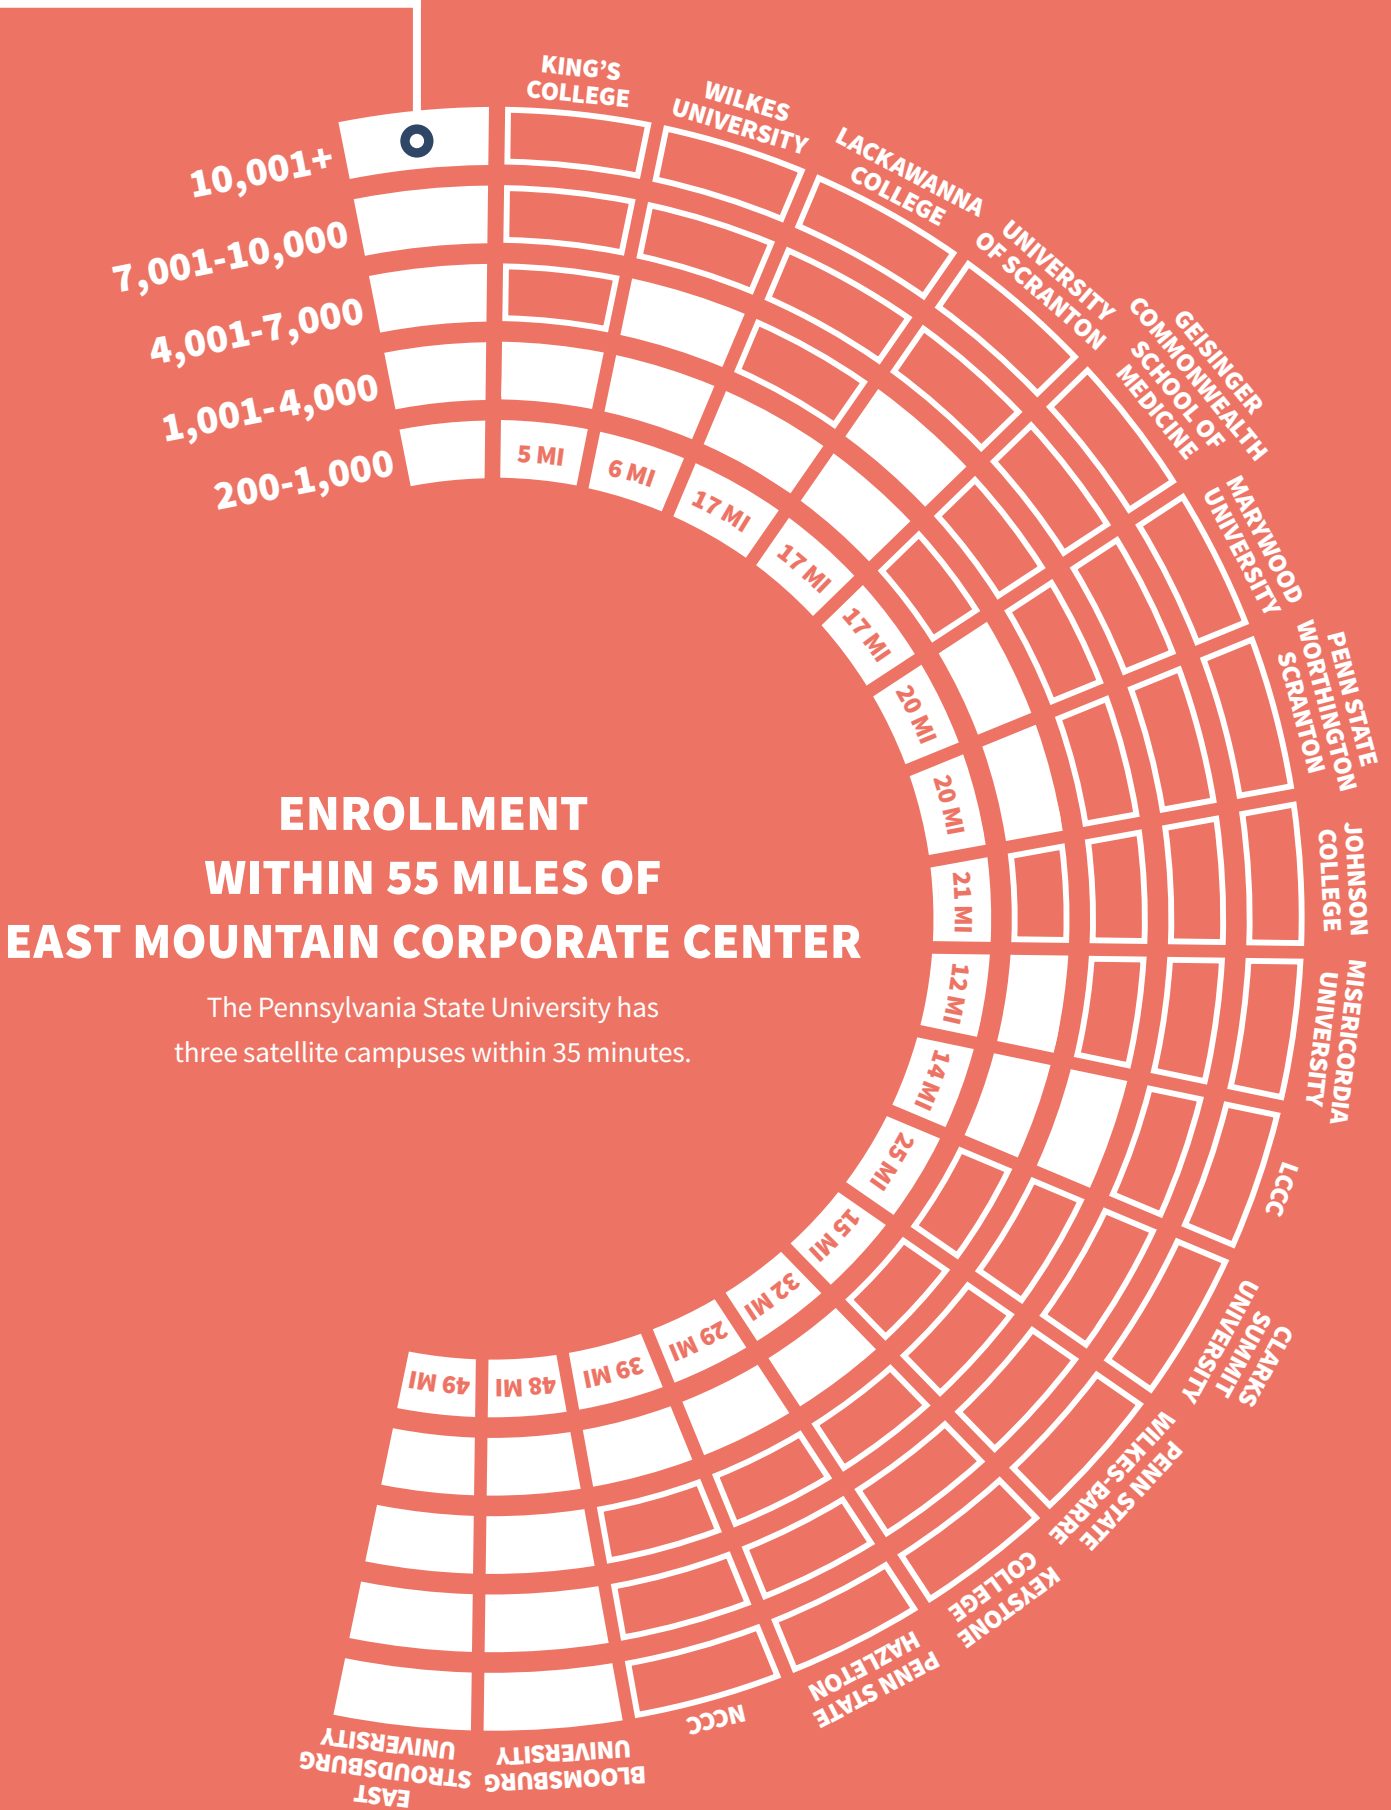 KING'S
COLLEGE
WILKES
UNIVERSITY
LACKAWANNA
COLLEGE
UNIVERSITY
OF SCRANTON
GEISINGER
COMMONWEALTH
SCHOOL OF
MEDICINE
MARYWOOD
UNIVERSITY
PENN STATE
WORTHINGTON
SCRANTON
JOHNSON
COLLEGE
MISERICORDIA
UNIVERSITY
LCCC
CLARKS
SUMMIT
UNIVERSITY
PENN STATE
WILKES-BARRE
KEYSTONE
COLLEGE
PENN STATE
HAZLETON
NCCC
BLOOMSBURG
UNIVERSITY
EAST
STROUDSBURG
UNIVERSITY
10,001+
7,001-10,000
4,001-7,000
1,001-4,000
200-1,000
5 MI
6 MI
17 MI
17 MI
17 MI
20 MI
20 MI
21 MI
12 MI
14 MI
25 MI
15 MI
32 MI
29 MI
39 MI
48 MI
49 MI
ENROLLMENT
WITHIN 55 MILES OF
EAST MOUNTAIN CORPORATE CENTER
The Pennsylvania State University has
three satellite campuses within 35 minutes.